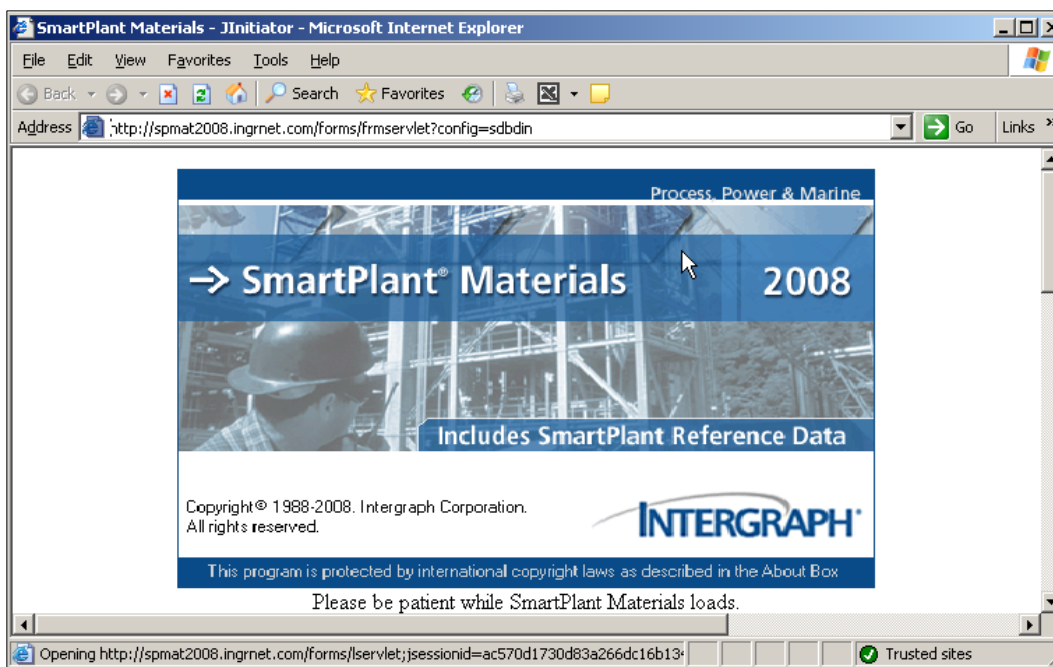 SmartPlant Materials - JInitiator - Microsoft Internet Explorer
File Edit View Favorites Tools Help
Back Search Favorites
Address http://spmat2008.ingrnet.com/forms/frmservlet?config=sdbdin Go Links »
Process, Power & Marine
SmartPlant® Materials 2008
Includes SmartPlant Reference Data
Copyright© 1988-2008. Intergraph Corporation.
All rights reserved.
INTERGRAPH
This program is protected by international copyright laws as described in the About Box
Please be patient while SmartPlant Materials loads.
Opening http://spmat2008.ingrnet.com/forms/lservlet;jsessionid=ac570d1730d83a266dc16b13 Trusted sites